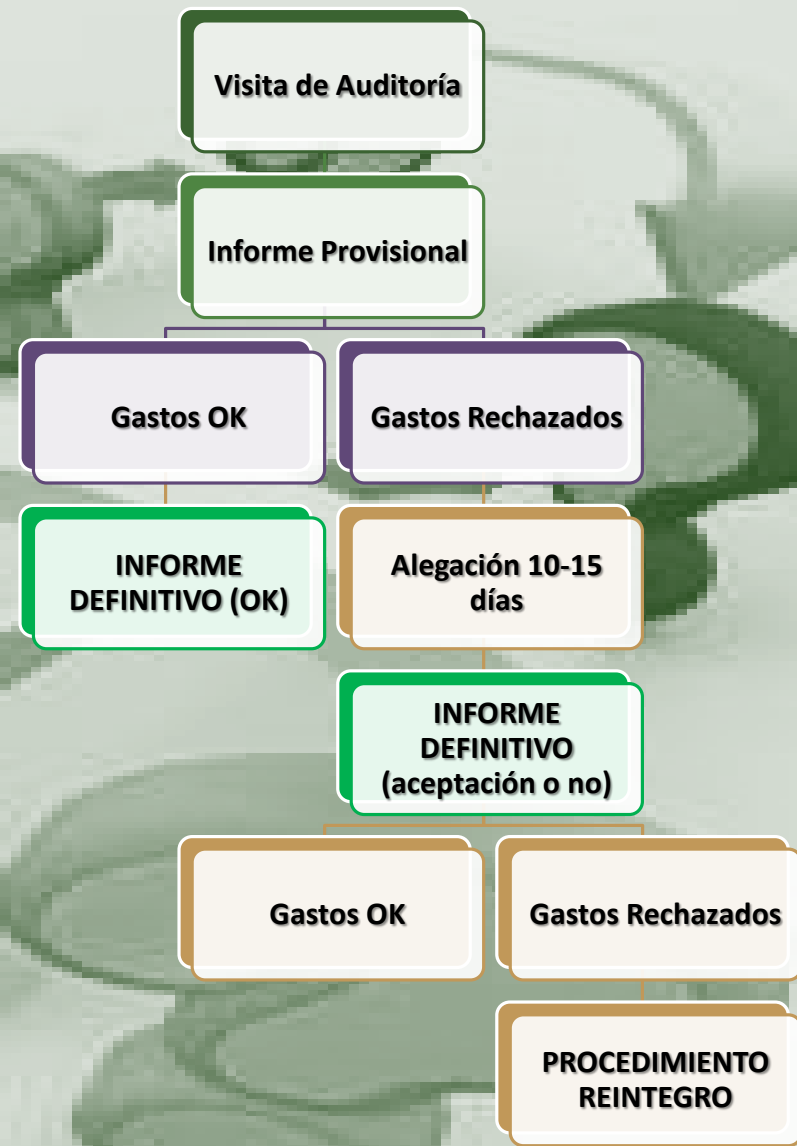 Visita de Auditoría
Informe Provisional
Gastos OK
Gastos Rechazados
INFORME
DEFINITIVO (OK)
Alegación 10-15
días
INFORME
DEFINITIVO
(aceptación o no)
Gastos OK
Gastos Rechazados
PROCEDIMIENTO
REINTEGRO